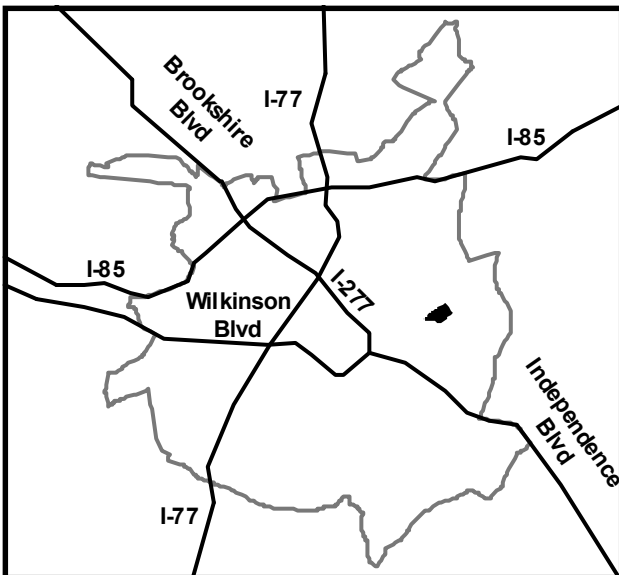 Brookshire
Blvd
I-77
I-85
I-85
I-277
Wilkinson
Blvd
Independence
Blvd
I-77